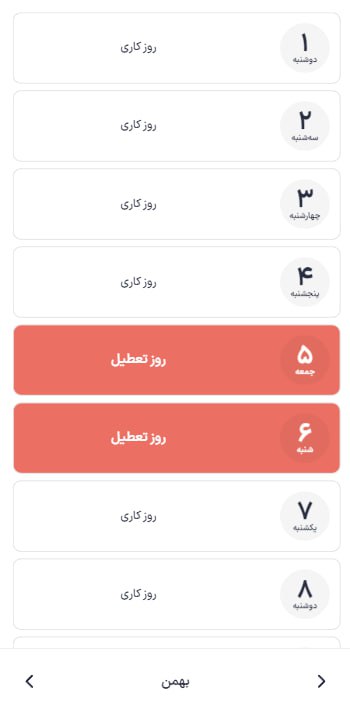 ۱
دوشنبه
روز کاری
۲
سه‌شنبه
روز کاری
۳
چهارشنبه
روز کاری
۴
پنجشنبه
روز کاری
۵
جمعه
روز تعطیل
۶
شنبه
روز تعطیل
۷
یکشنبه
روز کاری
۸
دوشنبه
روز کاری
بهمن